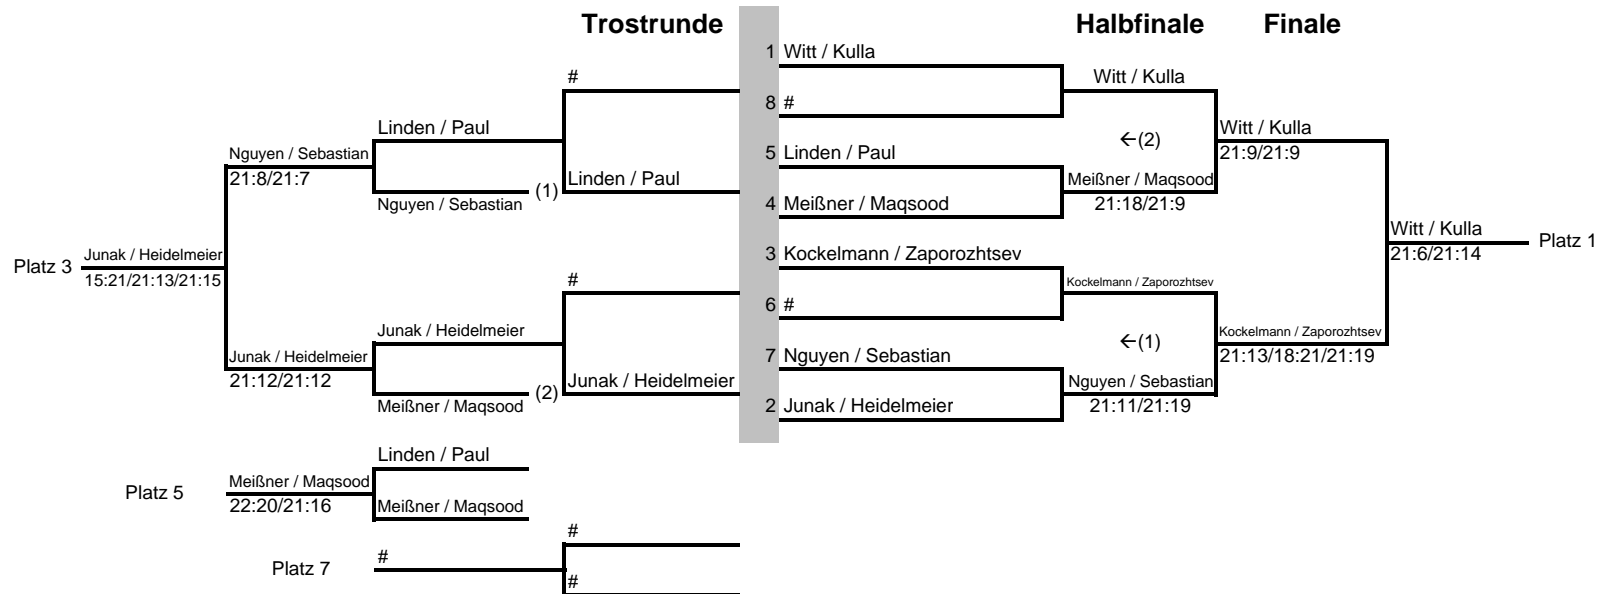 Trostrunde Halbfinale Finale
1 Witt / Kulla
# Witt / Kulla
8 #
Linden / Paul Witt / Kulla
←(2)
Nguyen / Sebastian 5 Linden / Paul 21:9/21:9
21:8/21:7 Linden / Paul Meißner / Maqsood
(1)
Nguyen / Sebastian 4 Meißner / Maqsood 21:18/21:9
Witt / Kulla
Platz 1
Junak / Heidelmeier 3 Kockelmann / Zaporozhtsev 21:6/21:14
Platz 3
15:21/21:13/21:15 # Kockelmann / Zaporozhtsev
6 #
Junak / Heidelmeier Kockelmann / Zaporozhtsev
←(1)
Junak / Heidelmeier 7 Nguyen / Sebastian 21:13/18:21/21:19
21:12/21:12 Junak / Heidelmeier Nguyen / Sebastian
(2)
Meißner / Maqsood 2 Junak / Heidelmeier 21:11/21:19
Linden / Paul
Meißner / Maqsood
Platz 5
22:20/21:16 Meißner / Maqsood
#
#
Platz 7
#